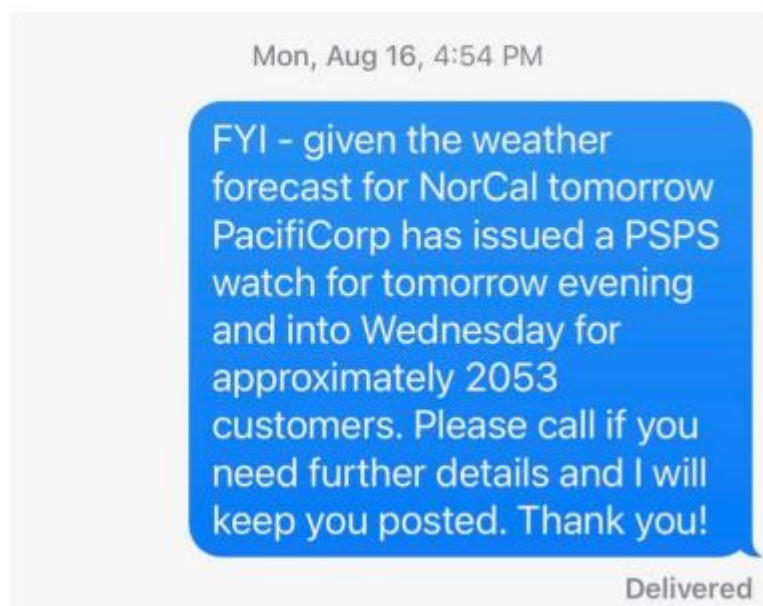 Mon, Aug 16, 4:54 PM
FYI - given the weather
forecast for NorCal tomorrow
PacifiCorp has issued a PSPS
watch for tomorrow evening
and into Wednesday for
approximately 2053
customers. Please call if you
need further details and I will
keep you posted. Thank you!
Delivered